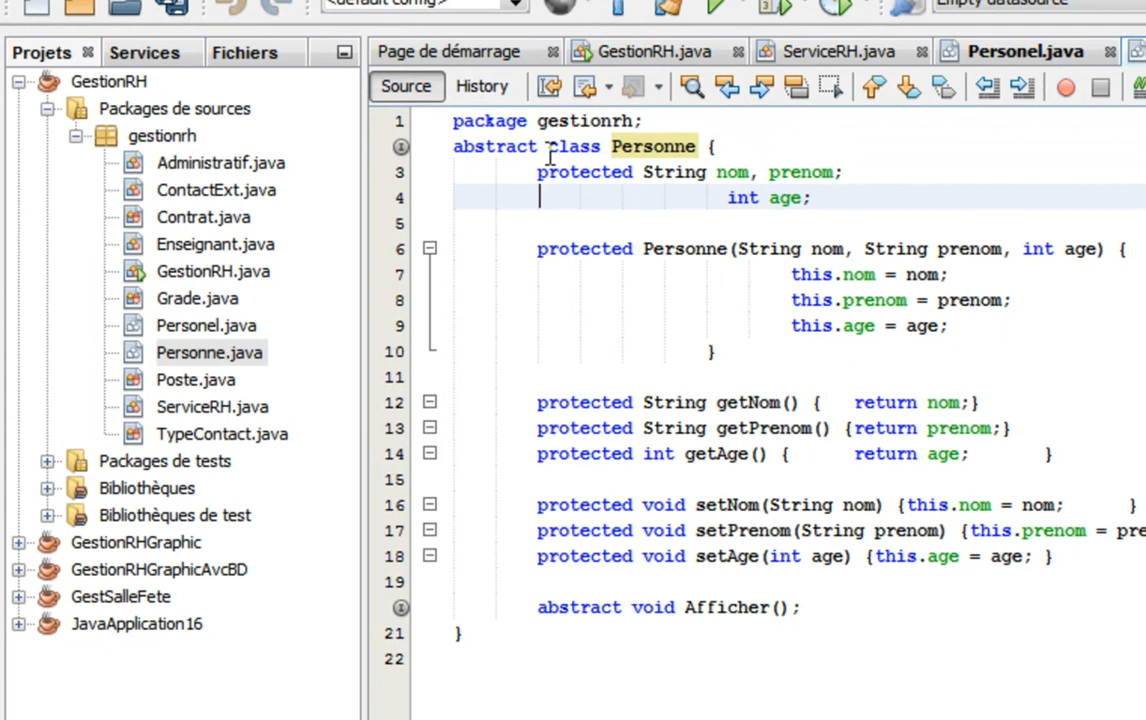 <default config>
Empty datasource
Projets Services Fichiers
Page de démarrage GestionRH.java ServiceRH.java Personel.java
Source History
GestionRH
Packages de sources
gestionrh
Administratif.java
ContactExt.java
Contrat.java
Enseignant.java
GestionRH.java
Grade.java
Personel.java
Personne.java
Poste.java
ServiceRH.java
TypeContact.java
Packages de tests
Bibliothèques
Bibliothèques de test
GestionRHGraphic
GestionRHGraphicAvcBD
GestSalleFete
JavaApplication16
1 package gestionrh;
abstract class Personne {
3 protected String nom, prenom;
4 int age;
5
6 protected Personne(String nom, String prenom, int age) {
7 this.nom = nom;
8 this.prenom = prenom;
9 this.age = age;
10 }
11
12 protected String getNom() { return nom;}
13 protected String getPrenom() {return prenom;}
14 protected int getAge() { return age; }
15
16 protected void setNom(String nom) {this.nom = nom; }
17 protected void setPrenom(String prenom) {this.prenom = pre
18 protected void setAge(int age) {this.age = age; }
19
abstract void Afficher();
21 }
22